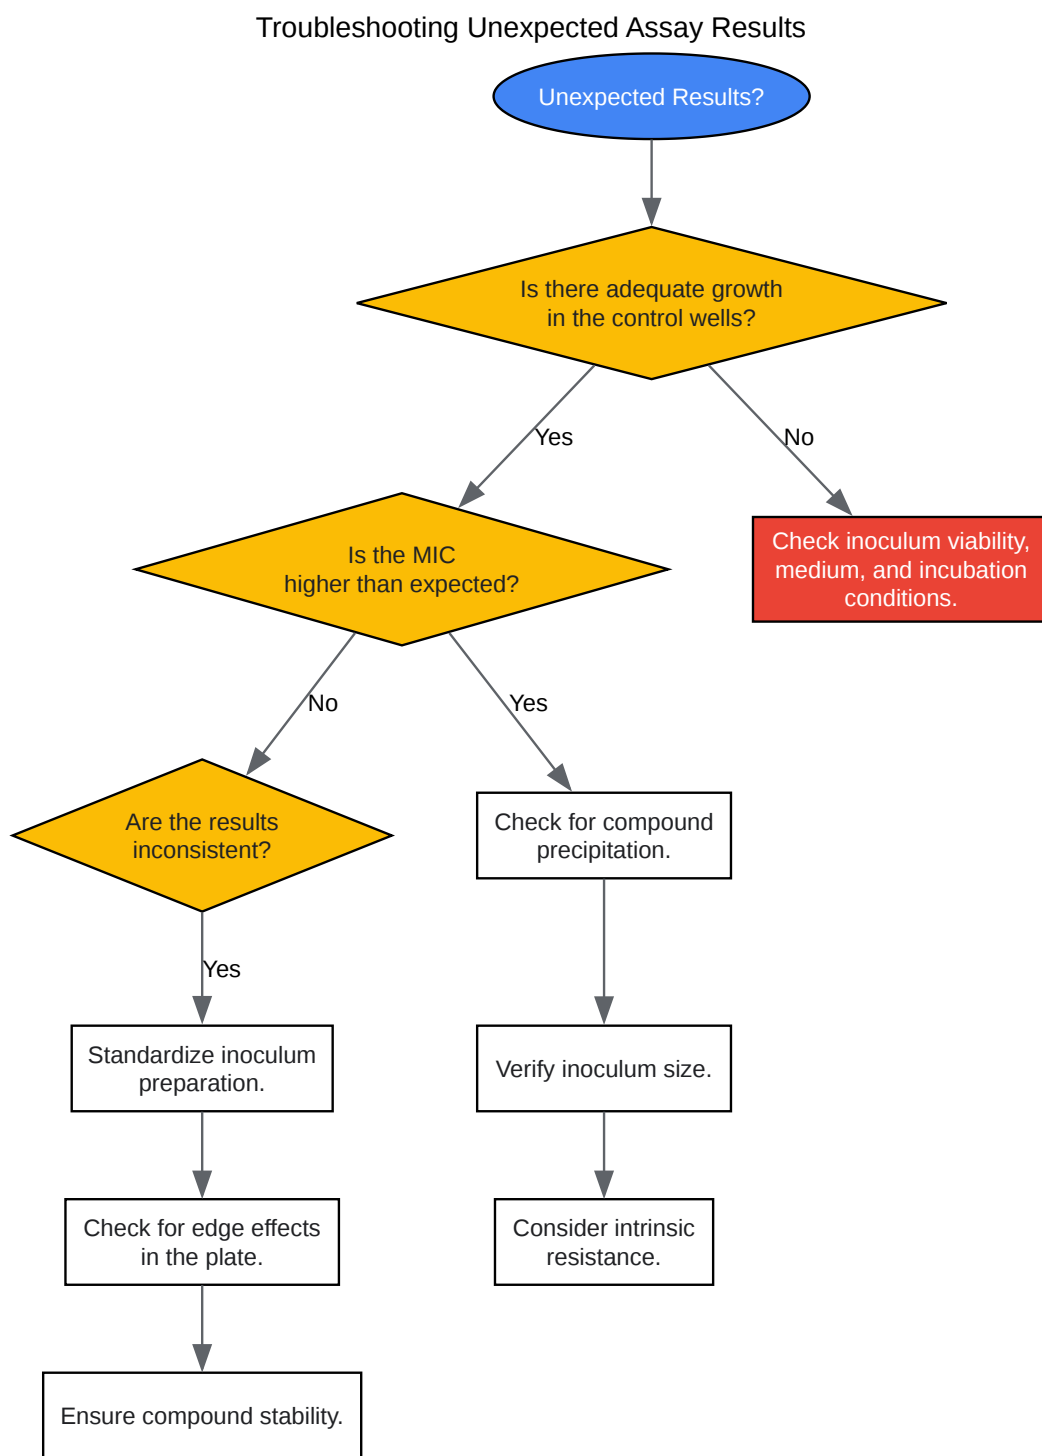 Troubleshooting Unexpected Assay Results
Unexpected Results?
Is there adequate growth
in the control wells?
Yes
No
Is the MIC
higher than expected?
Check inoculum viability,
medium, and incubation
conditions.
No
Yes
Are the results
inconsistent?
Check for compound
precipitation.
Yes
Standardize inoculum
preparation.
Verify inoculum size.
Check for edge effects
in the plate.
Consider intrinsic
resistance.
Ensure compound stability.